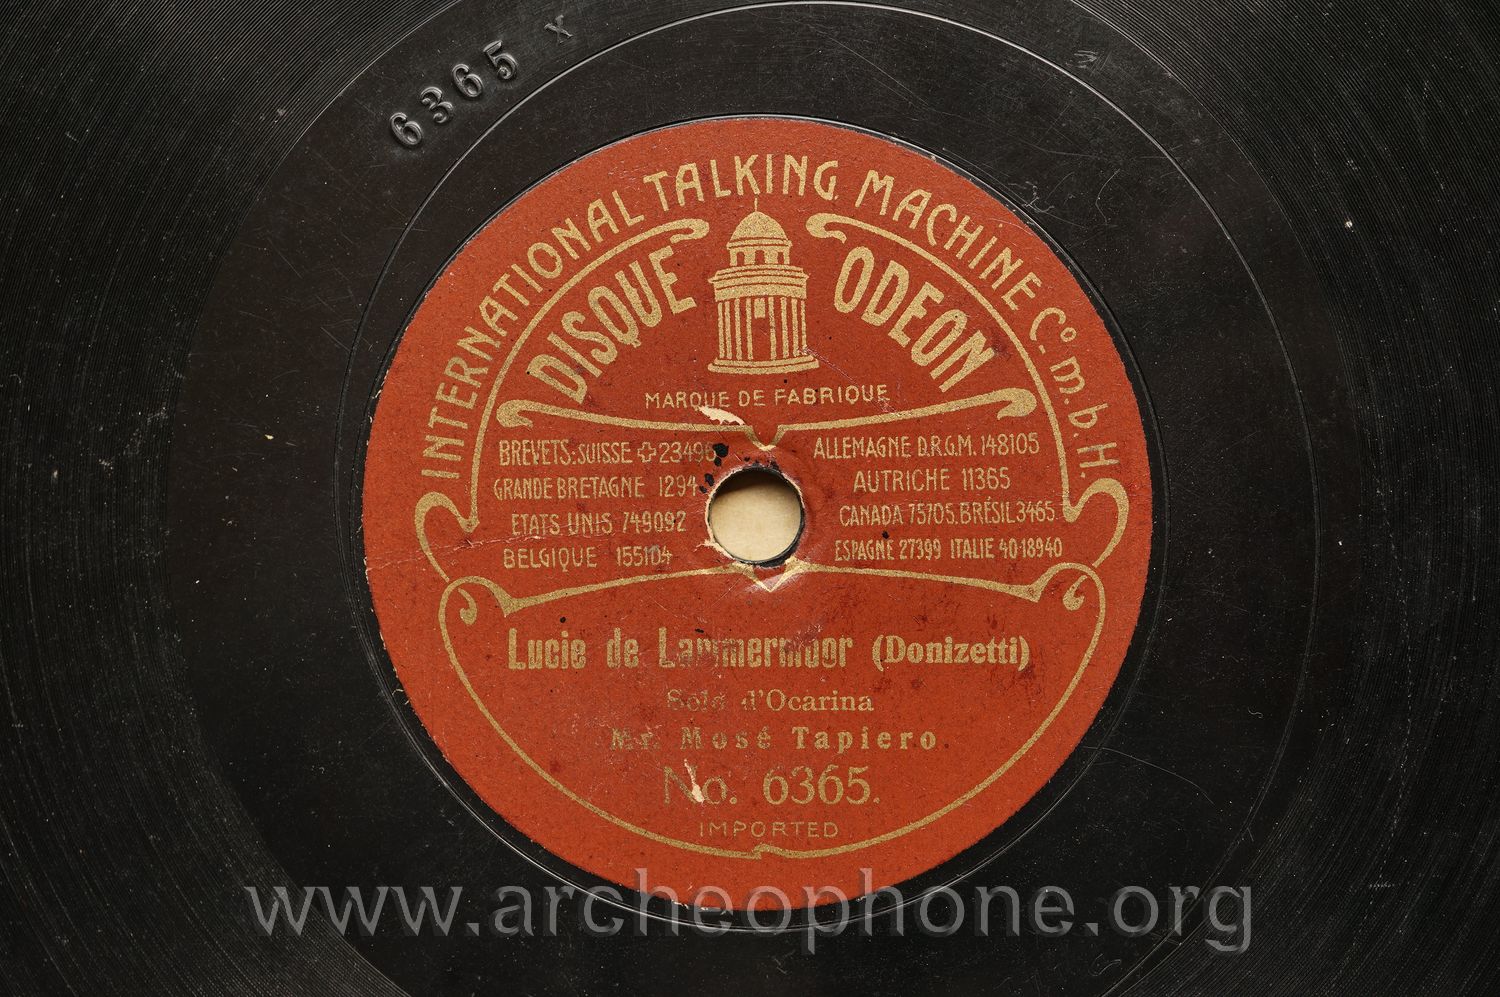 6365 x
INTERNATIONAL TALKING MACHINE Co. m. b. H.
DISQUE ODEON
MARQUE DE FABRIQUE
BREVETS: SUISSE 23496
GRANDE BRETAGNE 1294
ETATS UNIS 749092
BELGIQUE 155104
ALLEMAGNE D.R.G.M. 148105
AUTRICHE 11365
CANADA 75705. BRÉSIL 3465
ESPAGNE 27399 ITALIE 40-18940
Lucie de Lammermoor (Donizetti)
Solo d'Ocarina
Mr. Mosé Tapiero
No. 6365.
IMPORTED
www.archeophone.org